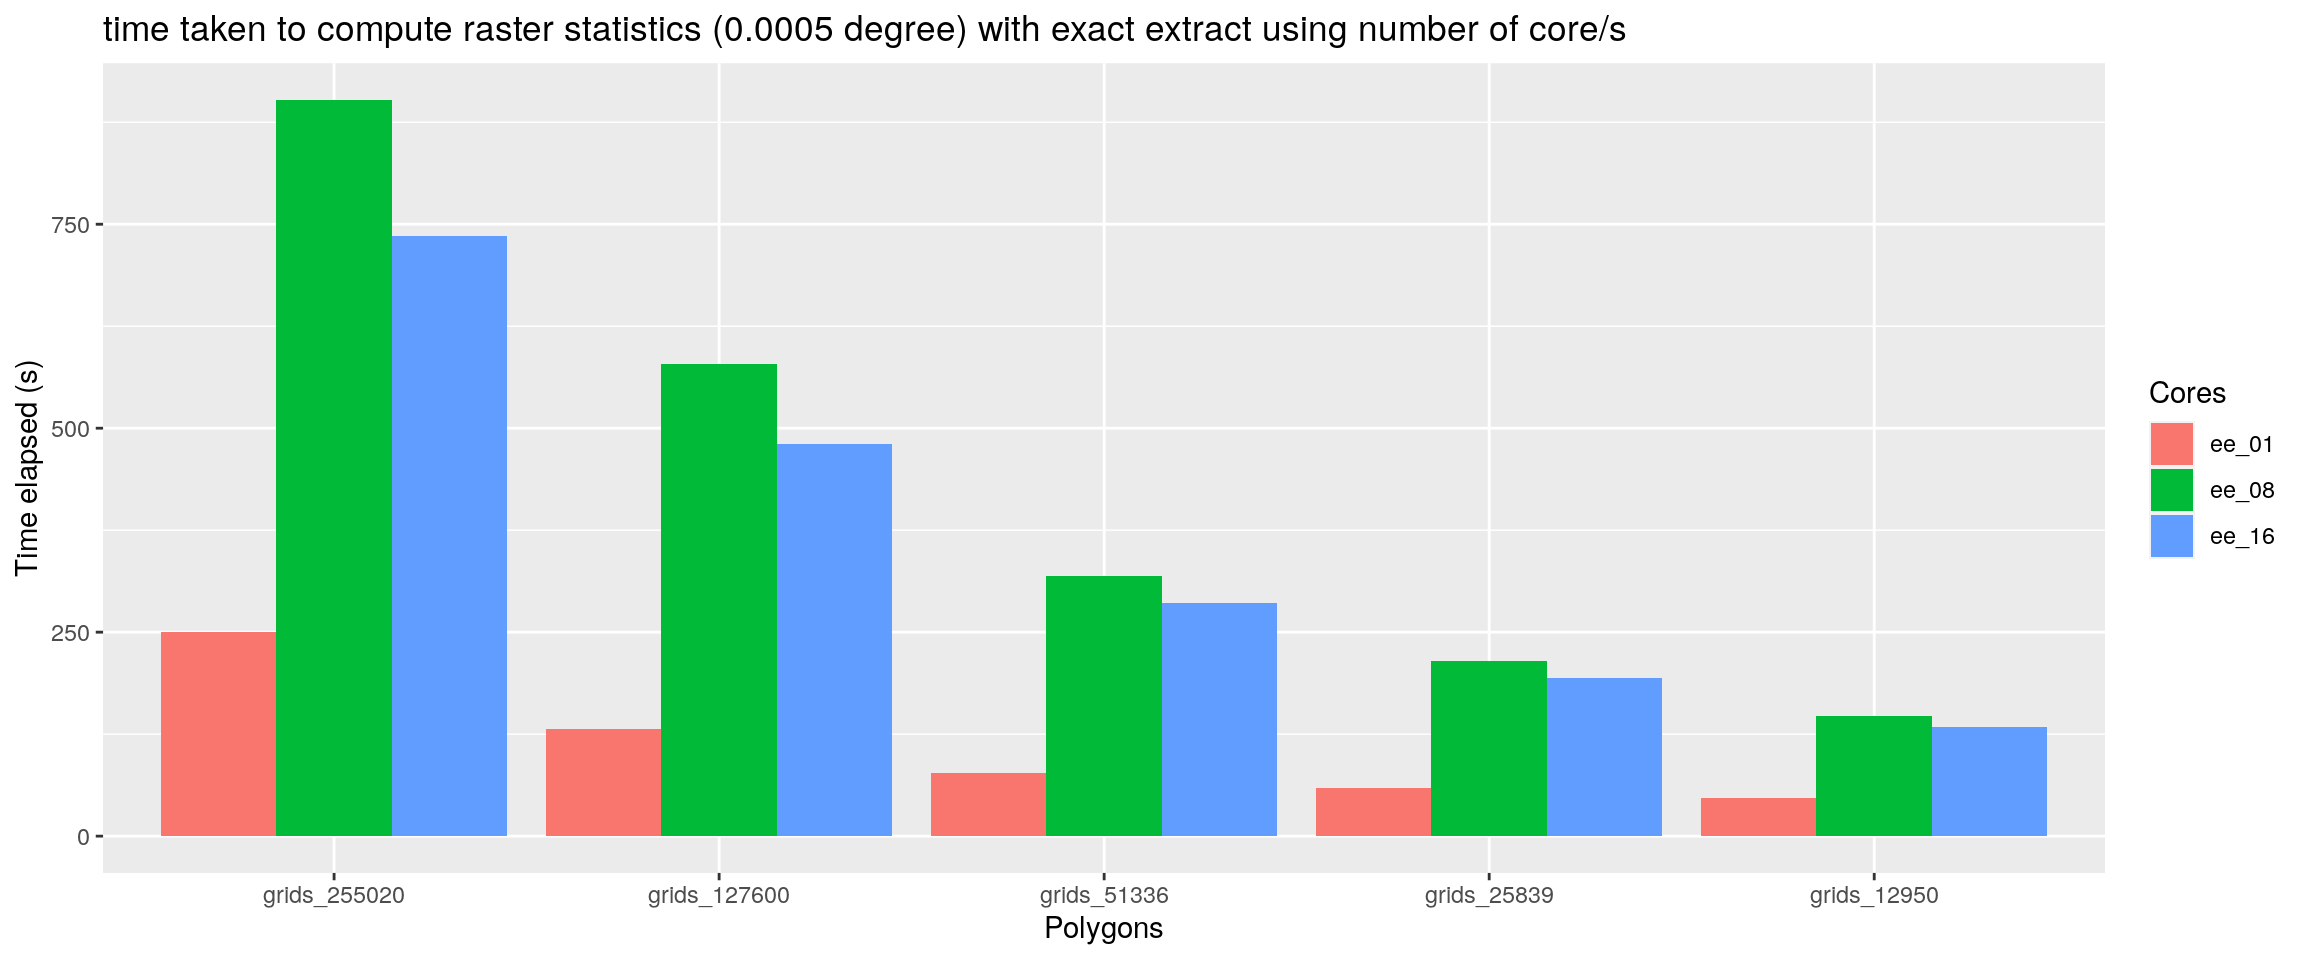 time taken to compute raster statistics (0.0005 degree) with exact extract using number of core/s
Time elapsed (s)
750
500
250
0
grids_255020 grids_127600 grids_51336 grids_25839 grids_12950
Polygons
Cores
ee_01
ee_08
ee_16